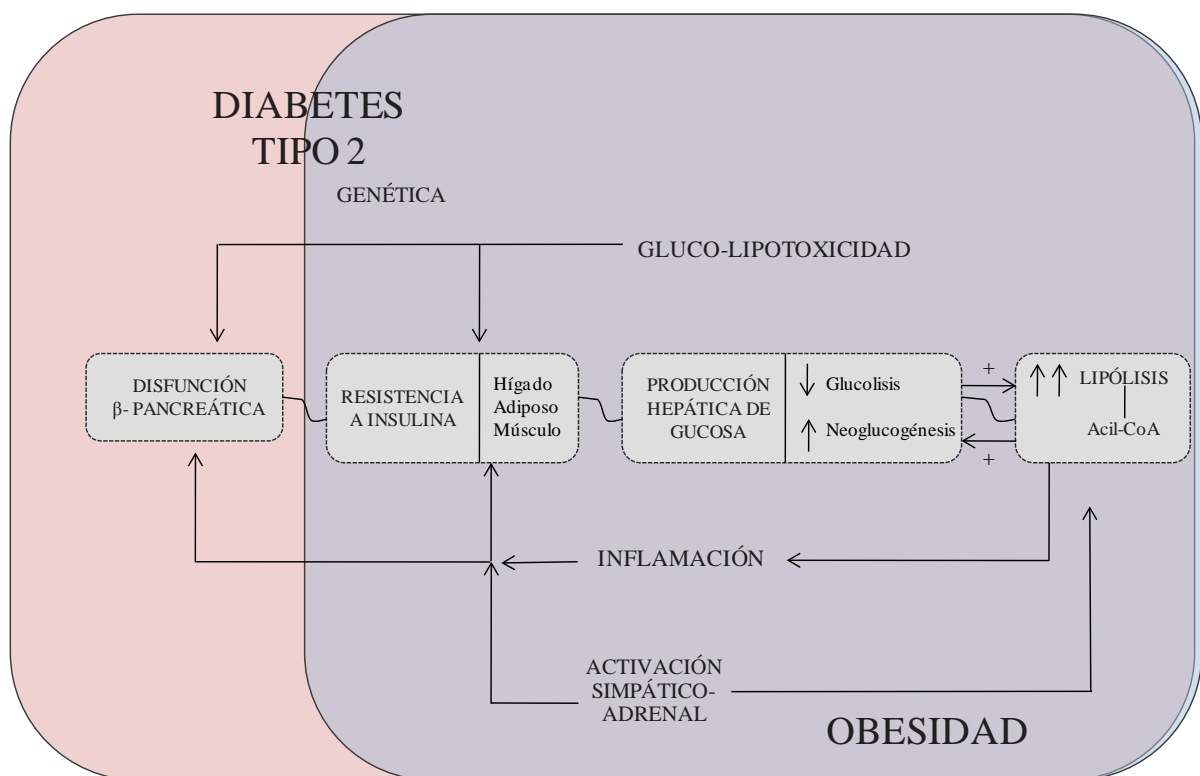 DIABETES
TIPO 2
GENÉTICA
GLUCO-LIPOTOXICIDAD
DISFUNCIÓN
β- PANCREÁTICA
RESISTENCIA
A INSULINA
Hígado
Adiposo
Músculo
PRODUCCIÓN
HEPÁTICA DE
GUCOSA
↓ Glucolisis
↑ Neoglucogénesis
+
+
↑↑ LIPÓLISIS
Acil-CoA
INFLAMACIÓN
ACTIVACIÓN
SIMPÁTICO-
ADRENAL
OBESIDAD